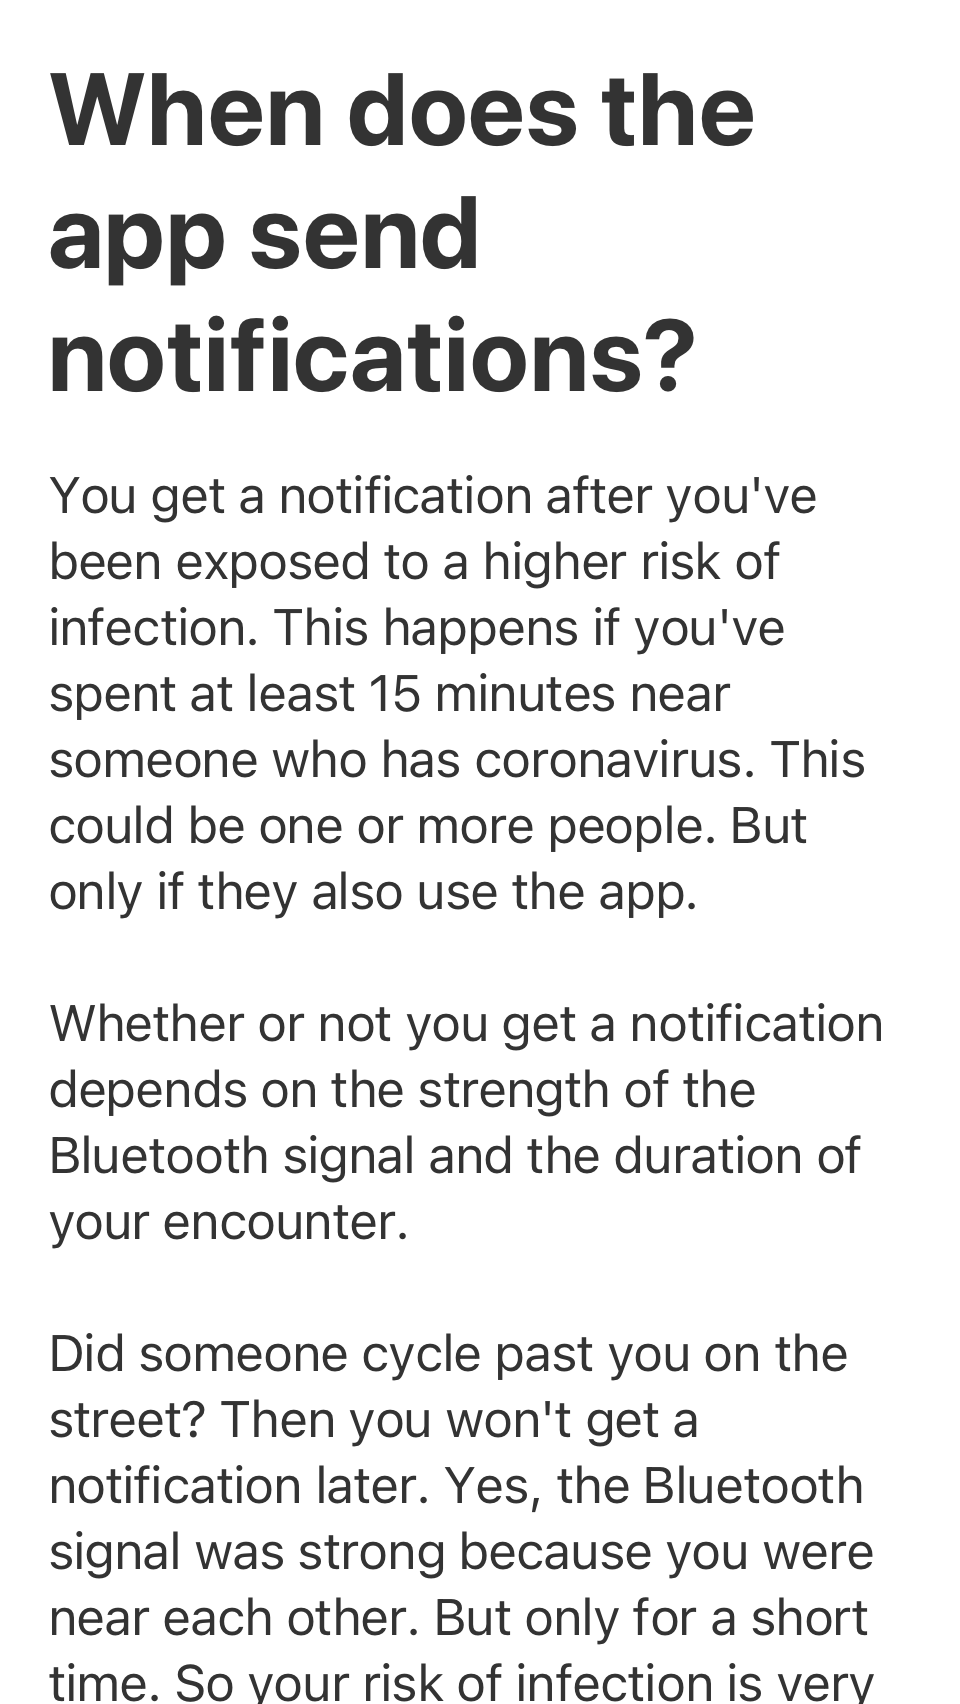 When does the
app send
notifications?
You get a notification after you've
been exposed to a higher risk of
infection. This happens if you've
spent at least 15 minutes near
someone who has coronavirus. This
could be one or more people. But
only if they also use the app.
Whether or not you get a notification
depends on the strength of the
Bluetooth signal and the duration of
your encounter.
Did someone cycle past you on the
street? Then you won't get a
notification later. Yes, the Bluetooth
signal was strong because you were
near each other. But only for a short
time. So your risk of infection is very